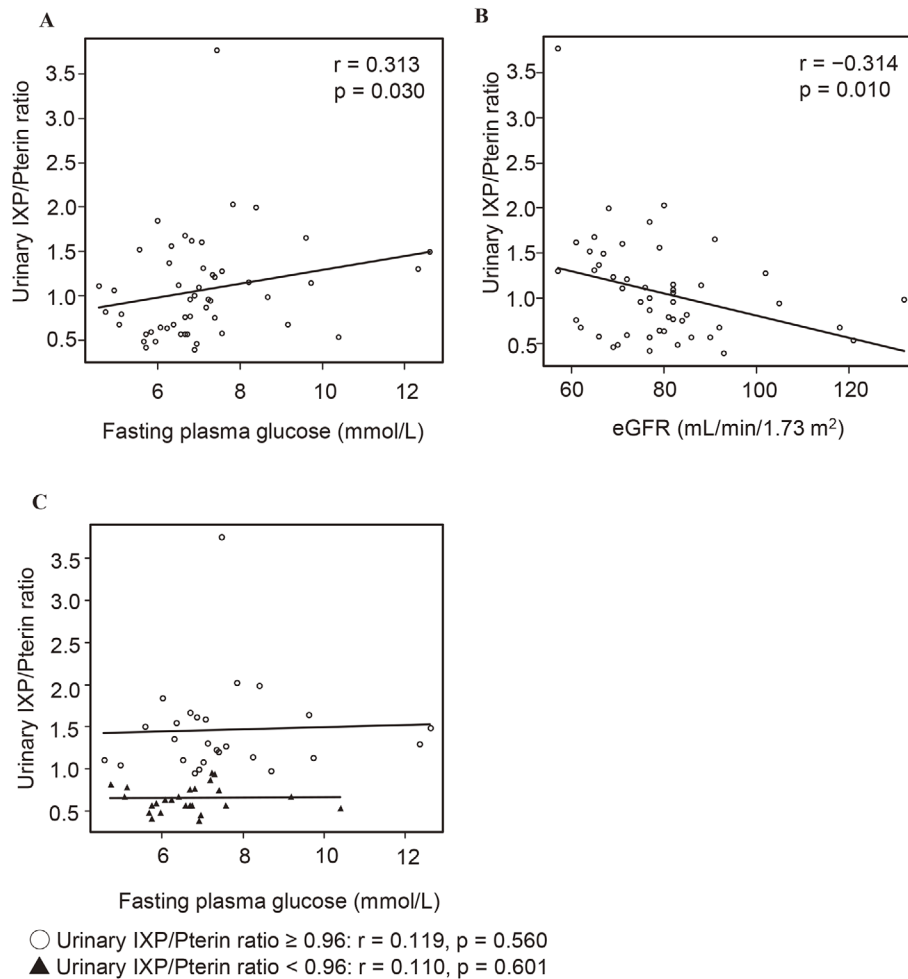 A
r = 0.313
p = 0.030
Urinary IXP/Pterin ratio
3.5
3.0
2.5
2.0
1.5
1.0
0.5
6 8 10 12
Fasting plasma glucose (mmol/L)
B
r = −0.314
p = 0.010
Urinary IXP/Pterin ratio
3.5
3.0
2.5
2.0
1.5
1.0
0.5
60 80 100 120
eGFR (mL/min/1.73 m²)
C
Urinary IXP/Pterin ratio
3.5
3.0
2.5
2.0
1.5
1.0
0.5
6 8 10 12
Fasting plasma glucose (mmol/L)
○ Urinary IXP/Pterin ratio ≥ 0.96: r = 0.119, p = 0.560
▲ Urinary IXP/Pterin ratio < 0.96: r = 0.110, p = 0.601